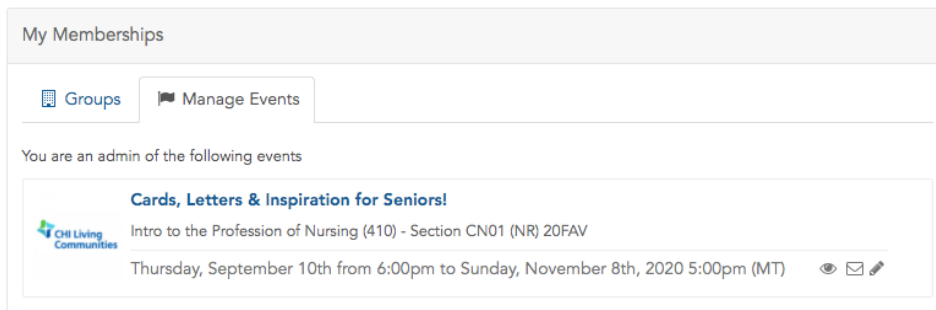 My Memberships
Groups
Manage Events
You are an admin of the following events
Cards, Letters & Inspiration for Seniors!
CHI Living
Communities
Intro to the Profession of Nursing (410) - Section CN01 (NR) 20FAV
Thursday, September 10th from 6:00pm to Sunday, November 8th, 2020 5:00pm (MT)